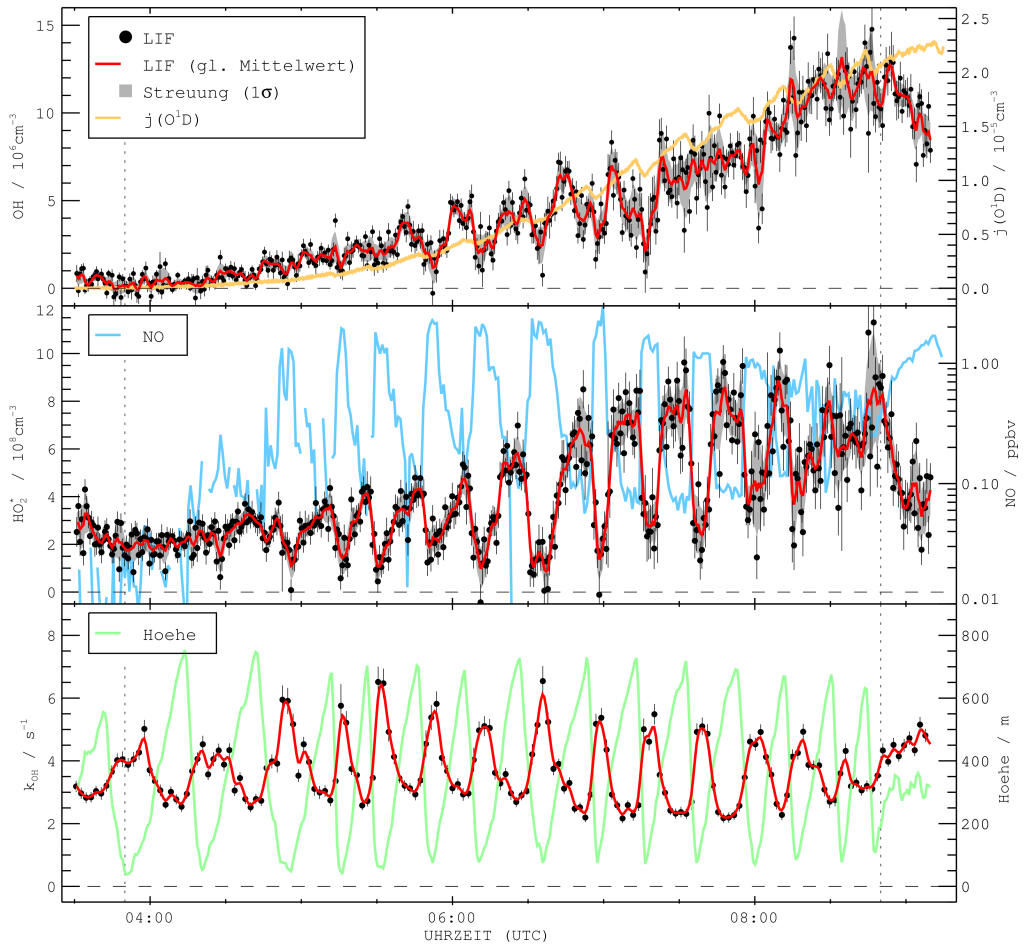 15
10
5
0
OH / 10⁶cm⁻³
LIF
LIF (gl. Mittelwert)
Streuung (1σ)
j(O¹D)
2.5
2.0
1.5
1.0
0.5
0.0
j(O¹D) / 10⁻⁵cm⁻³
12
10
8
6
4
2
0
HO₂* / 10⁸cm⁻³
NO
1.00
0.10
0.01
NO / ppbv
8
6
4
2
0
k_OH / s⁻¹
Hoehe
800
600
400
200
0
Hoehe / m
04:00 06:00 08:00
UHRZEIT (UTC)